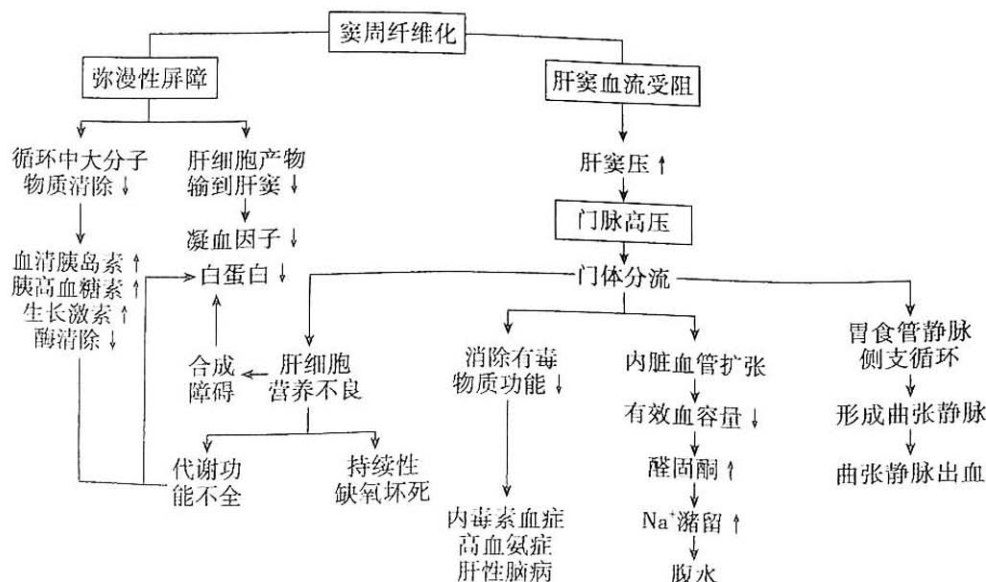 窦周纤维化
弥漫性屏障
肝窦血流受阻
循环中大分子
物质清除↓
肝细胞产物
输到肝窦↓
肝窦压↑
门脉高压
凝血因子↓
白蛋白↓
血清胰岛素↑
胰高血糖素↑
生长激素↑
酶清除↓
门体分流
合成
障碍
肝细胞
营养不良
消除有毒
物质功能↓
内脏血管扩张
胃食管静脉
侧支循环
有效血容量↓
形成曲张静脉
代谢功
能不全
持续性
缺氧坏死
醛固酮↑
曲张静脉出血
内毒素血症
高血氨症
肝性脑病
Na⁺潴留↑
腹水